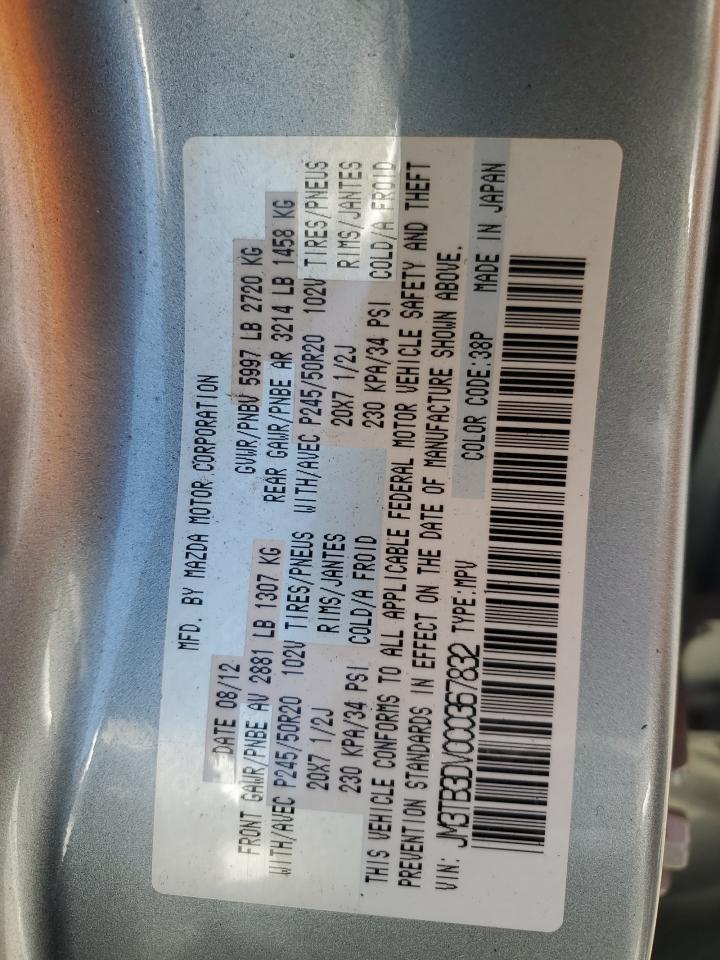 MFD. BY MAZDA MOTOR CORPORATION
DATE 08/12 GVWR/PNBV 5997 LB 2720 KG
FRONT GAWR/PNBE AV 2881 LB 1307 KG REAR GAWR/PNBE AR 3214 LB 1458 KG
WITH/AVEC P245/50R20 102V TIRES/PNEUS WITH/AVEC P245/50R20 102V TIRES/PNEUS
20X7 1/2J RIMS/JANTES 20X7 1/2J RIMS/JANTES
230 KPA/34 PSI COLD/A FROID 230 KPA/34 PSI COLD/A FROID
THIS VEHICLE CONFORMS TO ALL APPLICABLE FEDERAL MOTOR VEHICLE SAFETY AND THEFT
PREVENTION STANDARDS IN EFFECT ON THE DATE OF MANUFACTURE SHOWN ABOVE.
VIN: JM3TB3DV0C0367832 TYPE:MPV COLOR CODE:38P MADE IN JAPAN